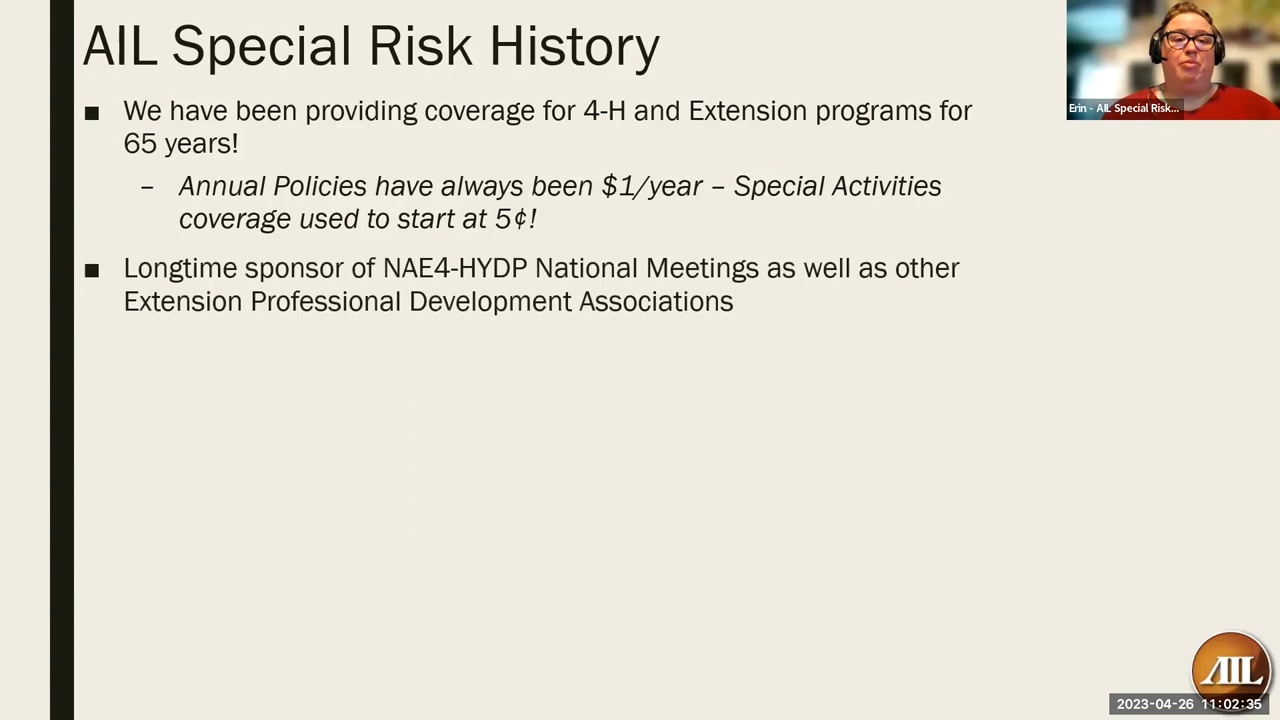 AIL Special Risk History
■ We have been providing coverage for 4-H and Extension programs for
65 years!
– Annual Policies have always been $1/year – Special Activities
coverage used to start at 5¢!
■ Longtime sponsor of NAE4-HYDP National Meetings as well as other
Extension Professional Development Associations
Erin - AIL Special Risk...
AIL
2023-04-26 11:02:35